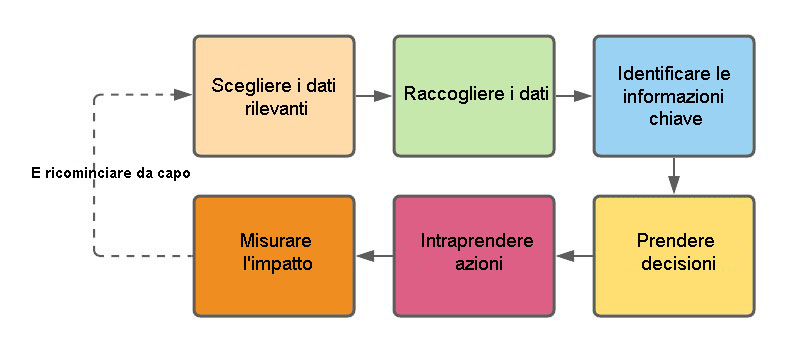 Scegliere i dati
rilevanti
Raccogliere i dati
Identificare le
informazioni
chiave
E ricominciare da capo
Misurare
l'impatto
Intraprendere
azioni
Prendere
decisioni